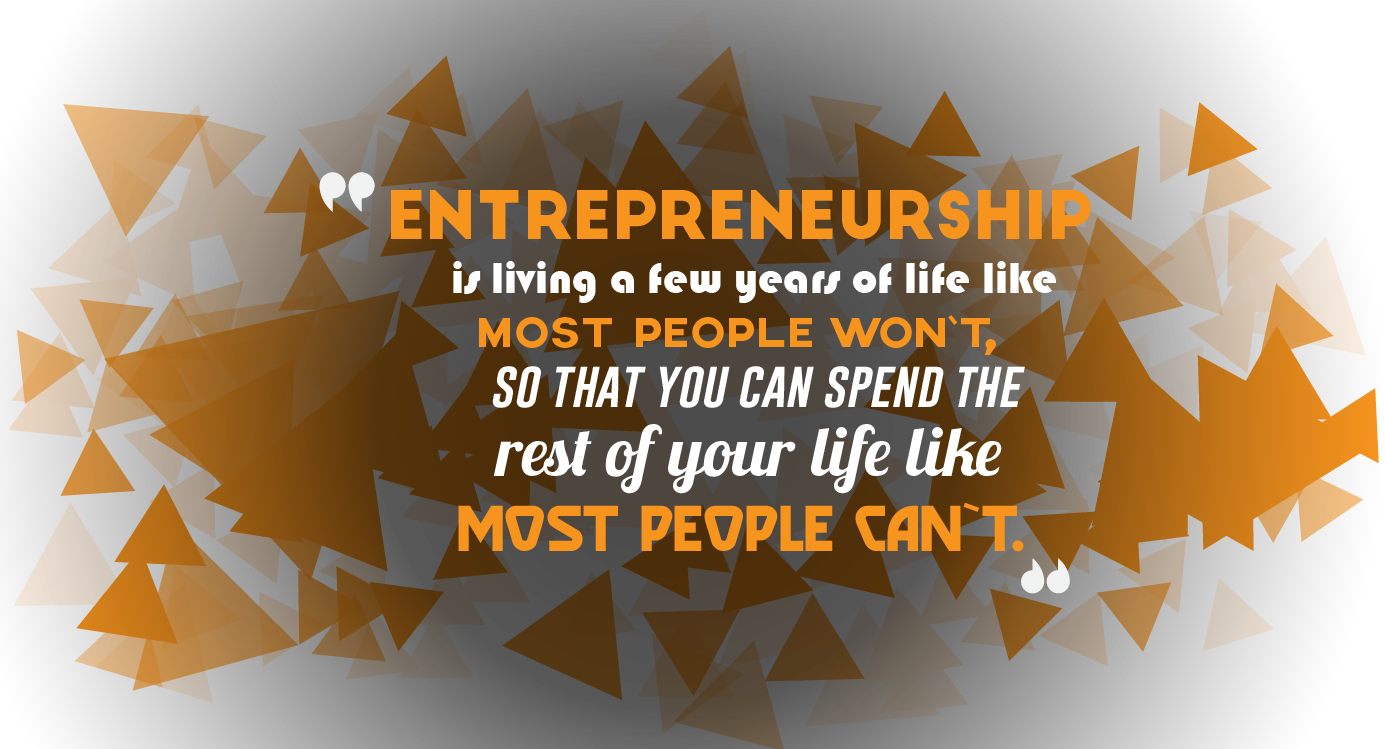 ❜❜ ENTREPRENEURSHIP
is living a few years of life like
MOST PEOPLE WON`T,
SO THAT YOU CAN SPEND THE
rest of your life like
MOST PEOPLE CAN`T.
❛❛